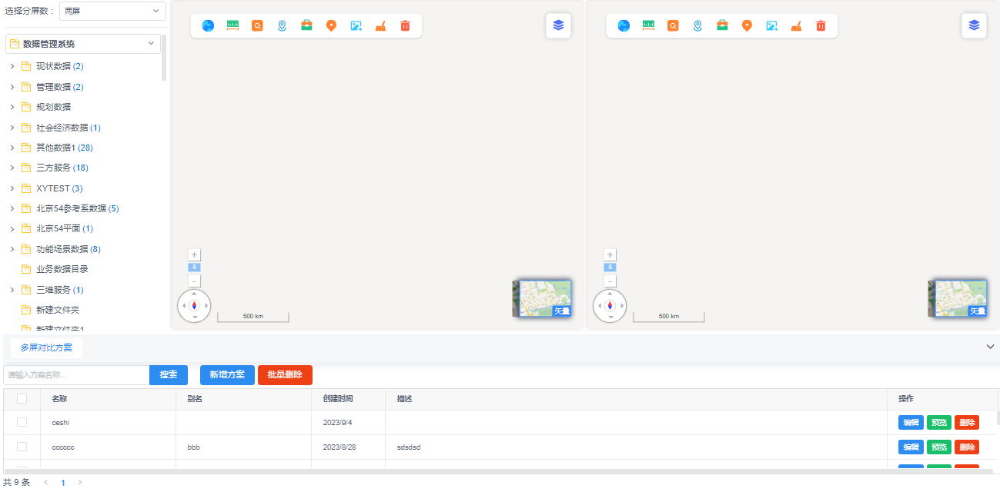 选择分屏数： 两屏
数据管理系统
现状数据 (2)
管理数据 (2)
规划数据
社会经济数据 (1)
其他数据1 (28)
三方服务 (18)
XYTEST (3)
北京54参考系数据 (5)
北京54平面 (1)
功能场景数据 (8)
业务数据目录
三维服务 (1)
新建文件夹
新建文件夹1
+
5
-
500 km
矢量
+
5
-
500 km
矢量
多屏对比方案
请输入方案名称... 搜索 新增方案 批量删除
名称 别名 创建时间 描述 操作
ceshi 2023/9/4 编辑 预览 删除
cccccc bbb 2023/8/28 sdsdsd 编辑 预览 删除
共 9 条 < 1 >